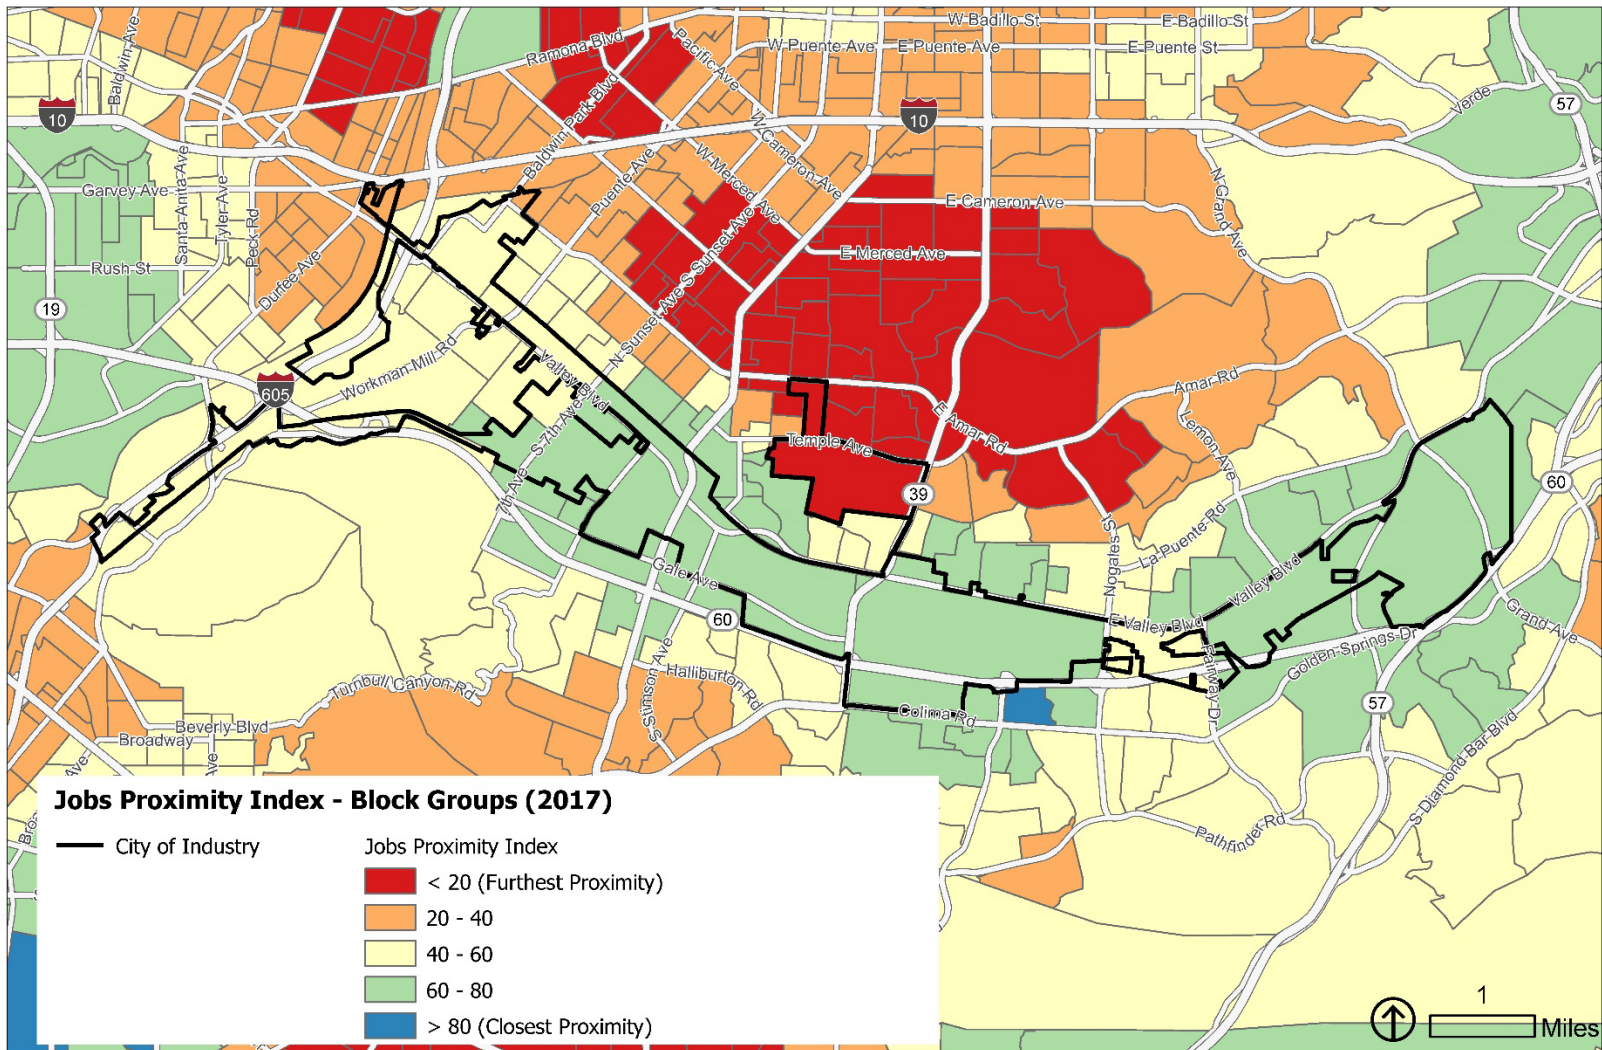 W Badillo St
E Badillo St
Baldwin Ave
Ramona Blvd
Pacific Ave
W Puente Ave
E Puente Ave
E Puente St
10
10
57
Verde
Baldwin Park Blvd
W Cameron Ave
Puente Ave
W Merced Ave
Garvey Ave
Santa Anita Ave
Tyler Ave
Peck Rd
E Cameron Ave
N Grand Ave
S Sunset Ave
E Merced Ave
Rush St
Durfee Ave
19
N Sunset Ave
Workman Mill Rd
Valley Blvd
605
Amar Rd
E Amar Rd
Lemon Ave
S 7th Ave
Temple Ave
7th Ave
39
60
Nogales St
La Puente Rd
Gale Ave
Valley Blvd
60
E Valley Blvd
Grand Ave
Golden Springs Dr
Fairway Dr
Turnbull Canyon Rd
S Stimson Ave
Halliburton Rd
57
Colima Rd
Beverly Blvd
Broadway
S Diamond Bar Blvd
Pathfinder Rd
Jobs Proximity Index - Block Groups (2017)
City of Industry
Jobs Proximity Index
< 20 (Furthest Proximity)
20 - 40
40 - 60
60 - 80
> 80 (Closest Proximity)
1
Miles